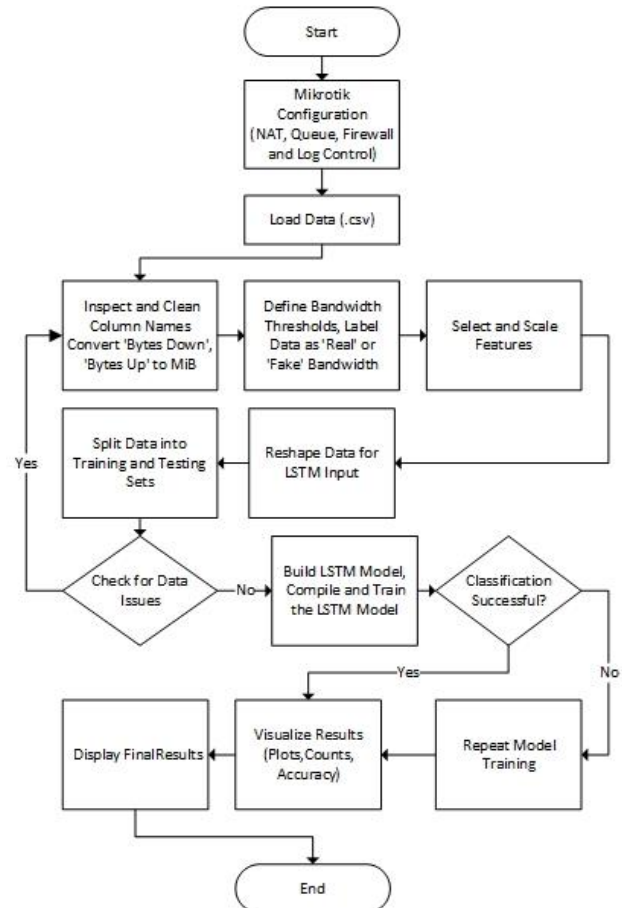 Start
Mikrotik
Configuration
(NAT, Queue, Firewall
and Log Control)
Load Data (.csv)
Inspect and Clean
Column Names
Convert 'Bytes Down',
'Bytes Up' to MiB
Define Bandwidth
Thresholds, Label
Data as 'Real' or
'Fake' Bandwidth
Select and Scale
Features
Reshape Data for
LSTM Input
Split Data into
Training and Testing
Sets
Yes
Check for Data
Issues
No
Build LSTM Model,
Compile and Train
the LSTM Model
Classification
Successful?
Yes
No
Repeat Model
Training
Visualize Results
(Plots,Counts,
Accuracy)
Display Final Results
End